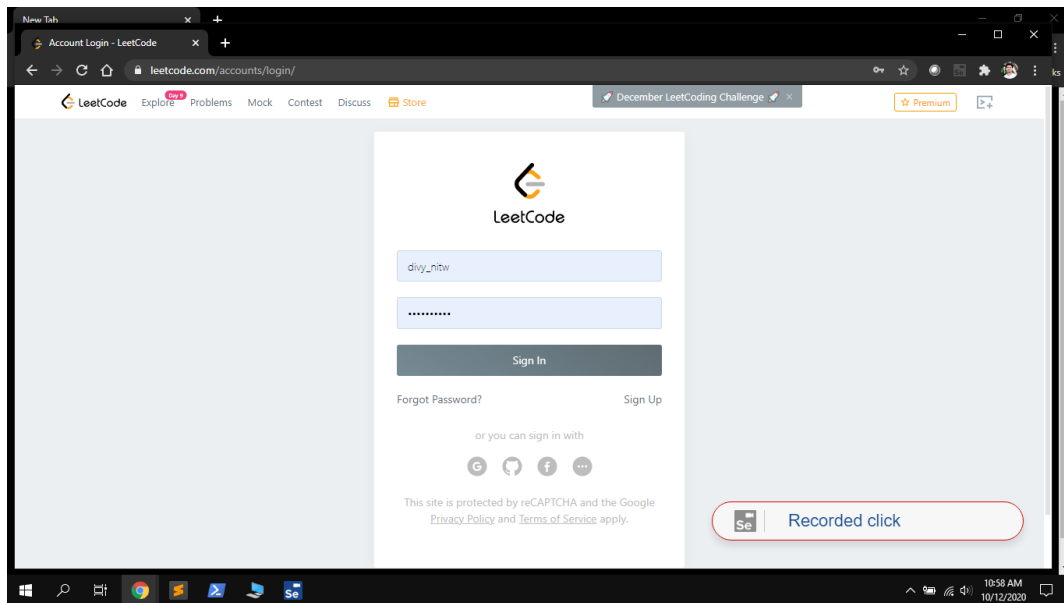 New Tab
Account Login - LeetCode
leetcode.com/accounts/login/
ks
LeetCode Explore Day 9 Problems Mock Contest Discuss Store
December LeetCoding Challenge
Premium
LeetCode
divy_nitw
••••••••••
Sign In
Forgot Password? Sign Up
or you can sign in with
G f
This site is protected by reCAPTCHA and the Google
Privacy Policy and Terms of Service apply.
Se Recorded click
Se
10:58 AM
10/12/2020